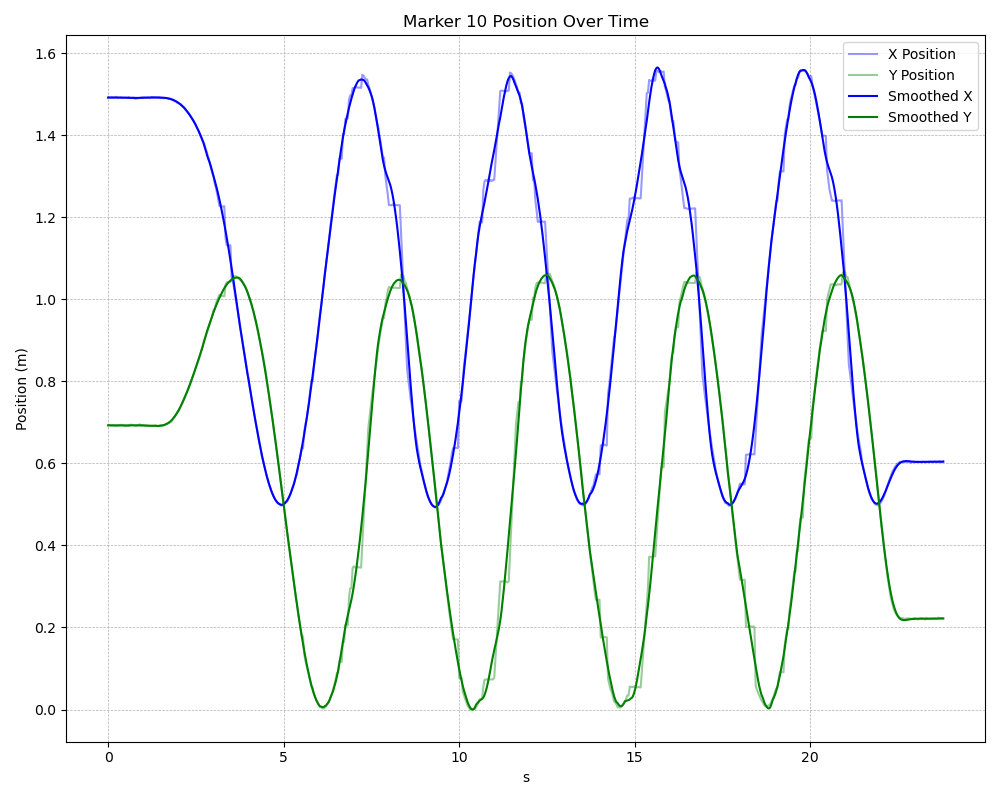 Marker 10 Position Over Time
X Position
Y Position
Smoothed X
Smoothed Y
1.6
1.4
1.2
1.0
0.8
0.6
0.4
0.2
0.0
Position (m)
0
5
10
15
20
s